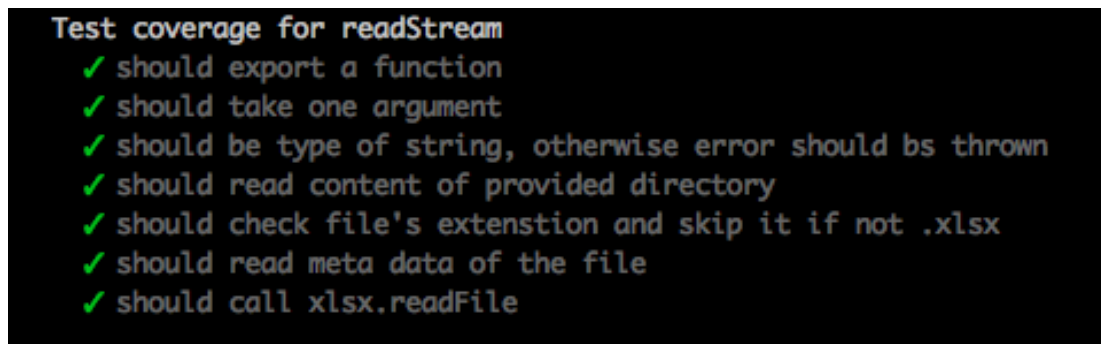 Test coverage for readStream
✓ should export a function
✓ should take one argument
✓ should be type of string, otherwise error should bs thrown
✓ should read content of provided directory
✓ should check file's extenstion and skip it if not .xlsx
✓ should read meta data of the file
✓ should call xlsx.readFile